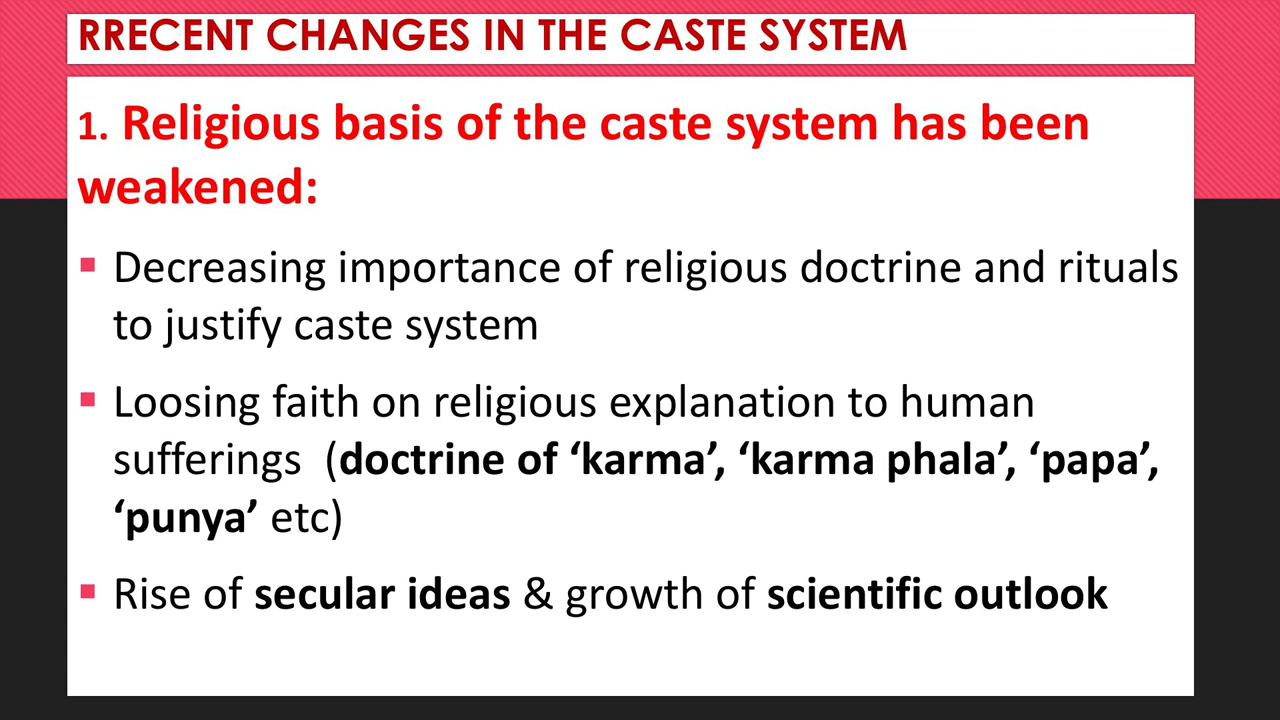 RRECENT CHANGES IN THE CASTE SYSTEM
1. Religious basis of the caste system has been
weakened:
▪ Decreasing importance of religious doctrine and rituals
to justify caste system
▪ Loosing faith on religious explanation to human
sufferings (doctrine of ‘karma’, ‘karma phala’, ‘papa’,
‘punya’ etc)
▪ Rise of secular ideas & growth of scientific outlook